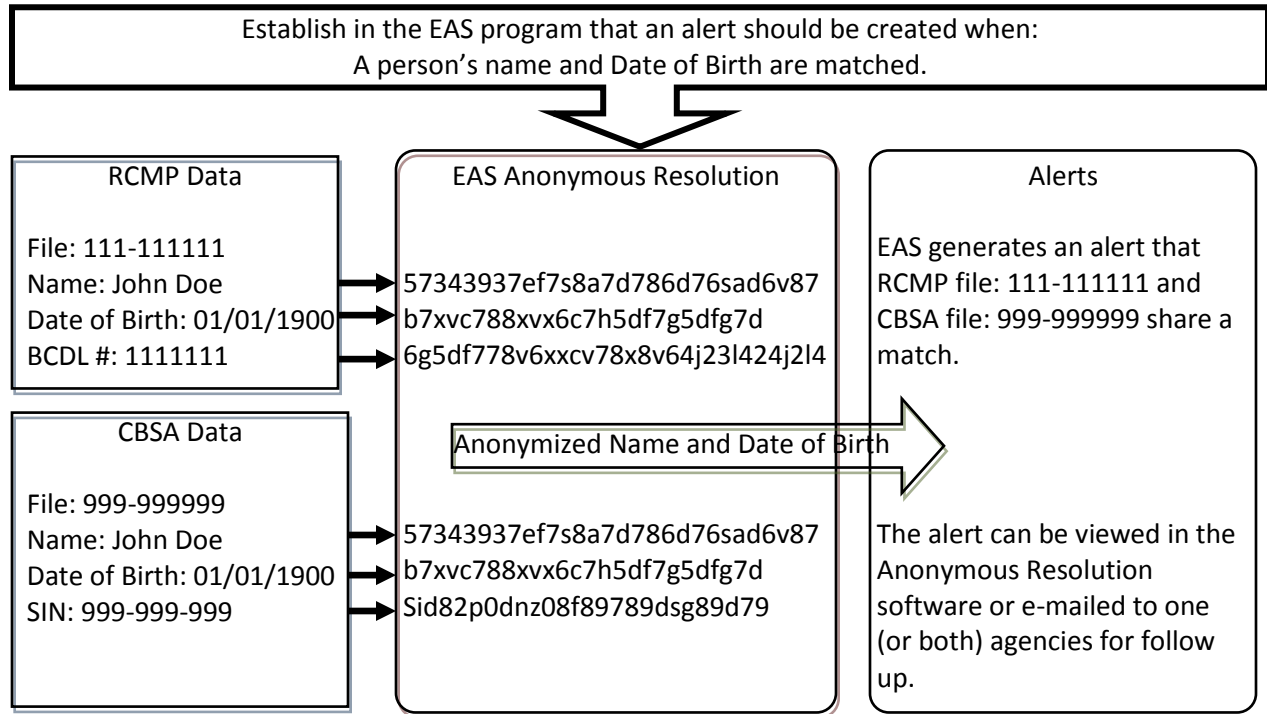 Establish in the EAS program that an alert should be created when:
A person's name and Date of Birth are matched.
RCMP Data
File: 111-111111
Name: John Doe
Date of Birth: 01/01/1900
BCDL #: 1111111
CBSA Data
File: 999-999999
Name: John Doe
Date of Birth: 01/01/1900
SIN: 999-999-999
EAS Anonymous Resolution
57343937ef7s8a7d786d76sad6v87
b7xvc788xvx6c7h5df7g5dfg7d
6g5df778v6xxcv78x8v64j23l424j2l4
Anonymized Name and Date of Birth
57343937ef7s8a7d786d76sad6v87
b7xvc788xvx6c7h5df7g5dfg7d
Sid82p0dnz08f89789dsg89d79
Alerts
EAS generates an alert that
RCMP file: 111-111111 and
CBSA file: 999-999999 share a
match.
The alert can be viewed in the
Anonymous Resolution
software or e-mailed to one
(or both) agencies for follow
up.